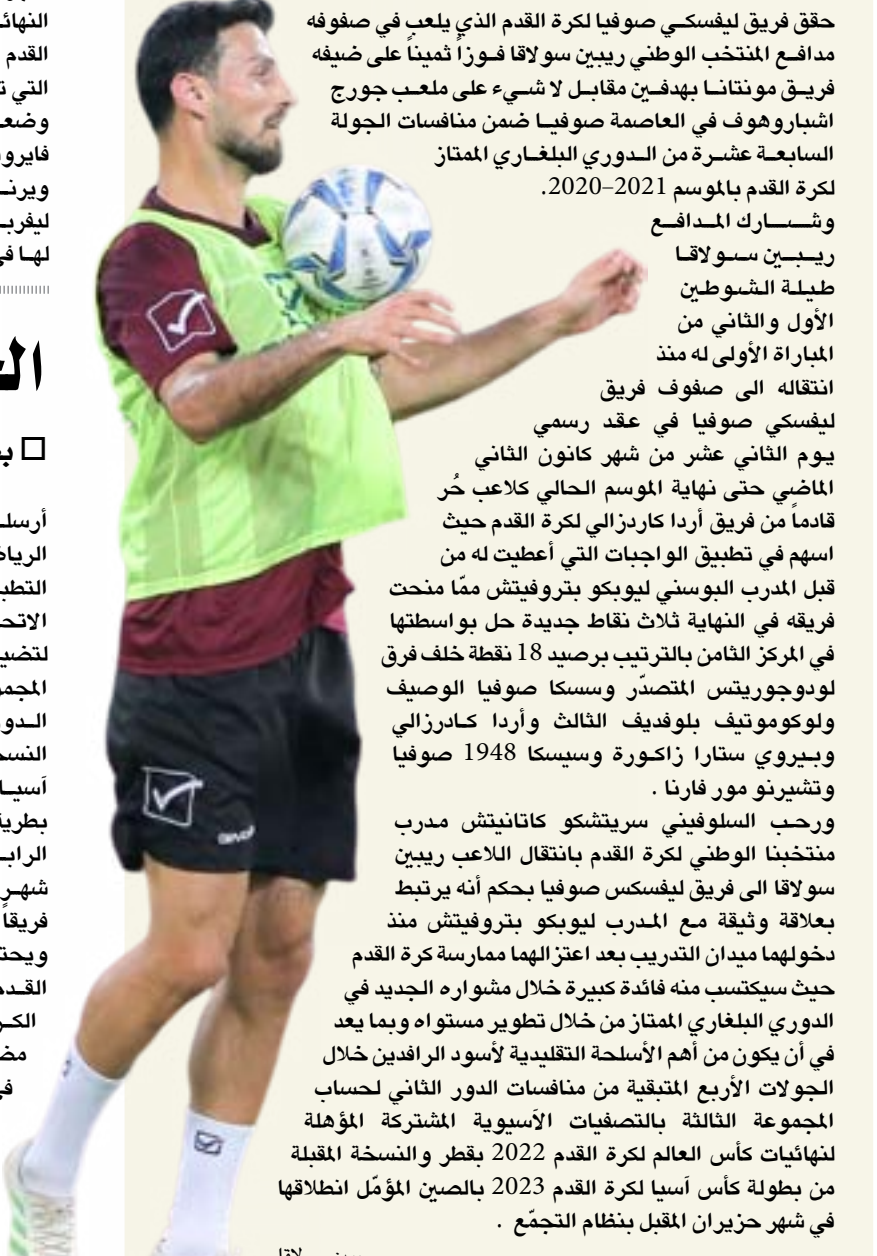 حقق فريق ليفسكي صوفيا لكرة القدم الذي يلعب في صفوفه
مدافع المنتخب الوطني ريبين سولاقا فوزاً ثميناً على ضيفه
فريق مونتانا بهدفين مقابل لا شيء على ملعب جورج
اشباروهوف في العاصمة صوفيا ضمن منافسات الجولة
السابعة عشرة من الدوري البلغاري الممتاز
لكرة القدم بالموسم 2021–2020.
وشارك المدافع
ريبين سولاقا
طيلة الشوطين
الأول والثاني من
المباراة الأولى له منذ
انتقاله الى صفوف فريق
ليفسكي صوفيا في عقد رسمي
يوم الثاني عشر من شهر كانون الثاني
الماضي حتى نهاية الموسم الحالي كلاعب حُر
قادماً من فريق أردا كاردزالي لكرة القدم حيث
اسهم في تطبيق الواجبات التي أعطيت له من
قبل المدرب البوسني ليوبكو بتروفيتش ممّا منحت
فريقه في النهاية ثلاث نقاط جديدة حل بواسطتها
في المركز الثامن بالترتيب برصيد 18 نقطة خلف فرق
لودوجوريتس المتصدّر وسسكا صوفيا الوصيف
ولوكوموتيف بلوفديف الثالث وأردا كادرزالي
وبيروي ستارا زاكورة وسيسكا 1948 صوفيا
وتشيرنو مور فارنا .
ورحب السلوفيني سريتشكو كاتانيتش مدرب
منتخبنا الوطني لكرة القدم بانتقال اللاعب ريبين
سولاقا الى فريق ليفسكس صوفيا بحكم أنه يرتبط
بعلاقة وثيقة مع المدرب ليوبكو بتروفيتش منذ
دخولهما ميدان التدريب بعد اعتزالهما ممارسة كرة القدم
حيث سيكتسب منه فائدة كبيرة خلال مشواره الجديد في
الدوري البلغاري الممتاز من خلال تطوير مستواه وبما يعد
في أن يكون من أهم الأسلحة التقليدية لأسود الرافدين خلال
الجولات الأربع المتبقية من منافسات الدور الثاني لحساب
المجموعة الثالثة بالتصفيات الآسيوية المشتركة المؤهلة
لنهائيات كأس العالم لكرة القدم 2022 بقطر والنسخة المقبلة
من بطولة كأس آسيا لكرة القدم 2023 بالصين المؤمّل انطلاقها
في شهر حزيران المقبل بنظام التجمّع .